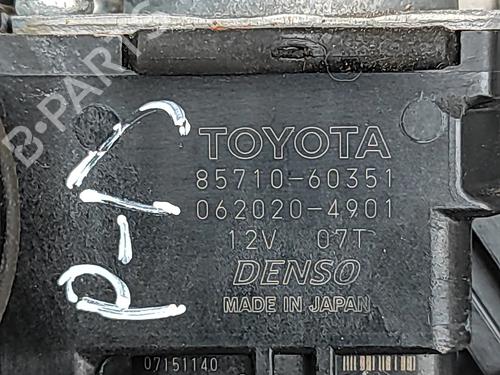 B-PARTS
TOYOTA
85710-60351
062020-4901
12V 07T
DENSO
MADE IN JAPAN
07151140